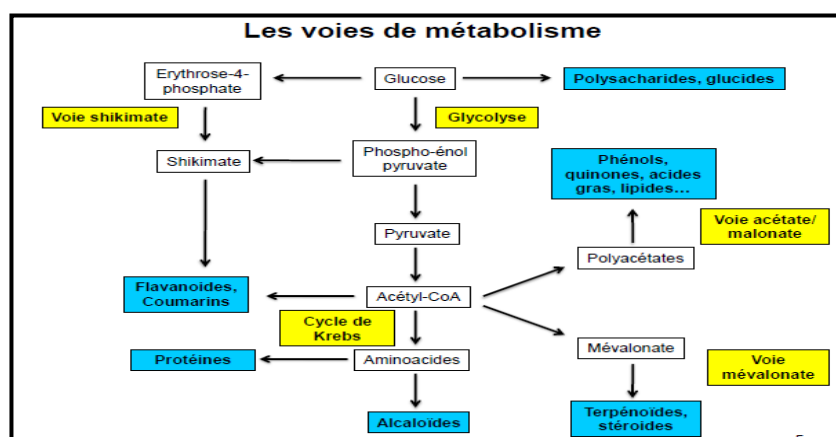 Les voies de métabolisme
Erythrose-4-
phosphate
Glucose
Polysacharides, glucides
Voie shikimate
Glycolyse
Shikimate
Phospho-énol
pyruvate
Phénols,
quinones, acides
gras, lipides...
Voie acétate/
malonate
Pyruvate
Polyacétates
Flavanoides,
Coumarins
Acétyl-CoA
Cycle de
Krebs
Protéines
Aminoacides
Mévalonate
Voie
mévalonate
Alcaloïdes
Terpénoïdes,
stéroides